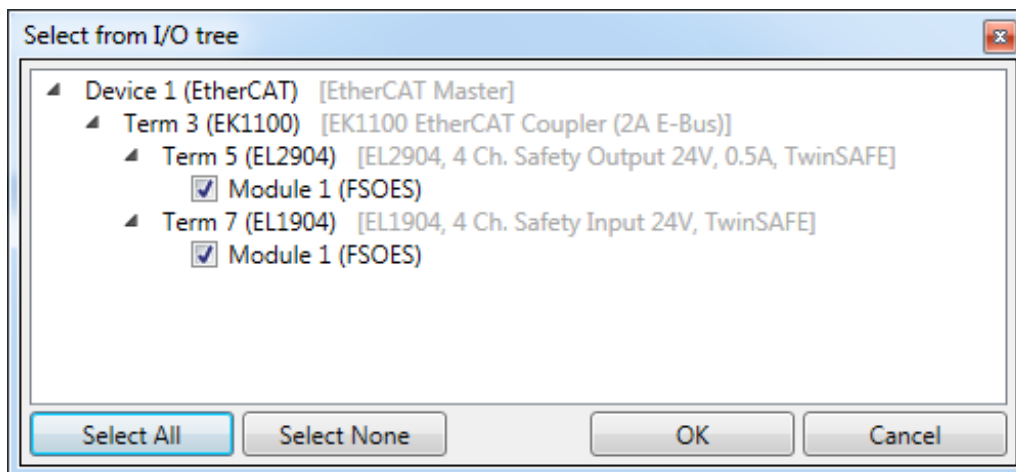 Select from I/O tree
Device 1 (EtherCAT) [EtherCAT Master]
Term 3 (EK1100) [EK1100 EtherCAT Coupler (2A E-Bus)]
Term 5 (EL2904) [EL2904, 4 Ch. Safety Output 24V, 0.5A, TwinSAFE]
Module 1 (FSOES)
Term 7 (EL1904) [EL1904, 4 Ch. Safety Input 24V, TwinSAFE]
Module 1 (FSOES)
Select All Select None OK Cancel